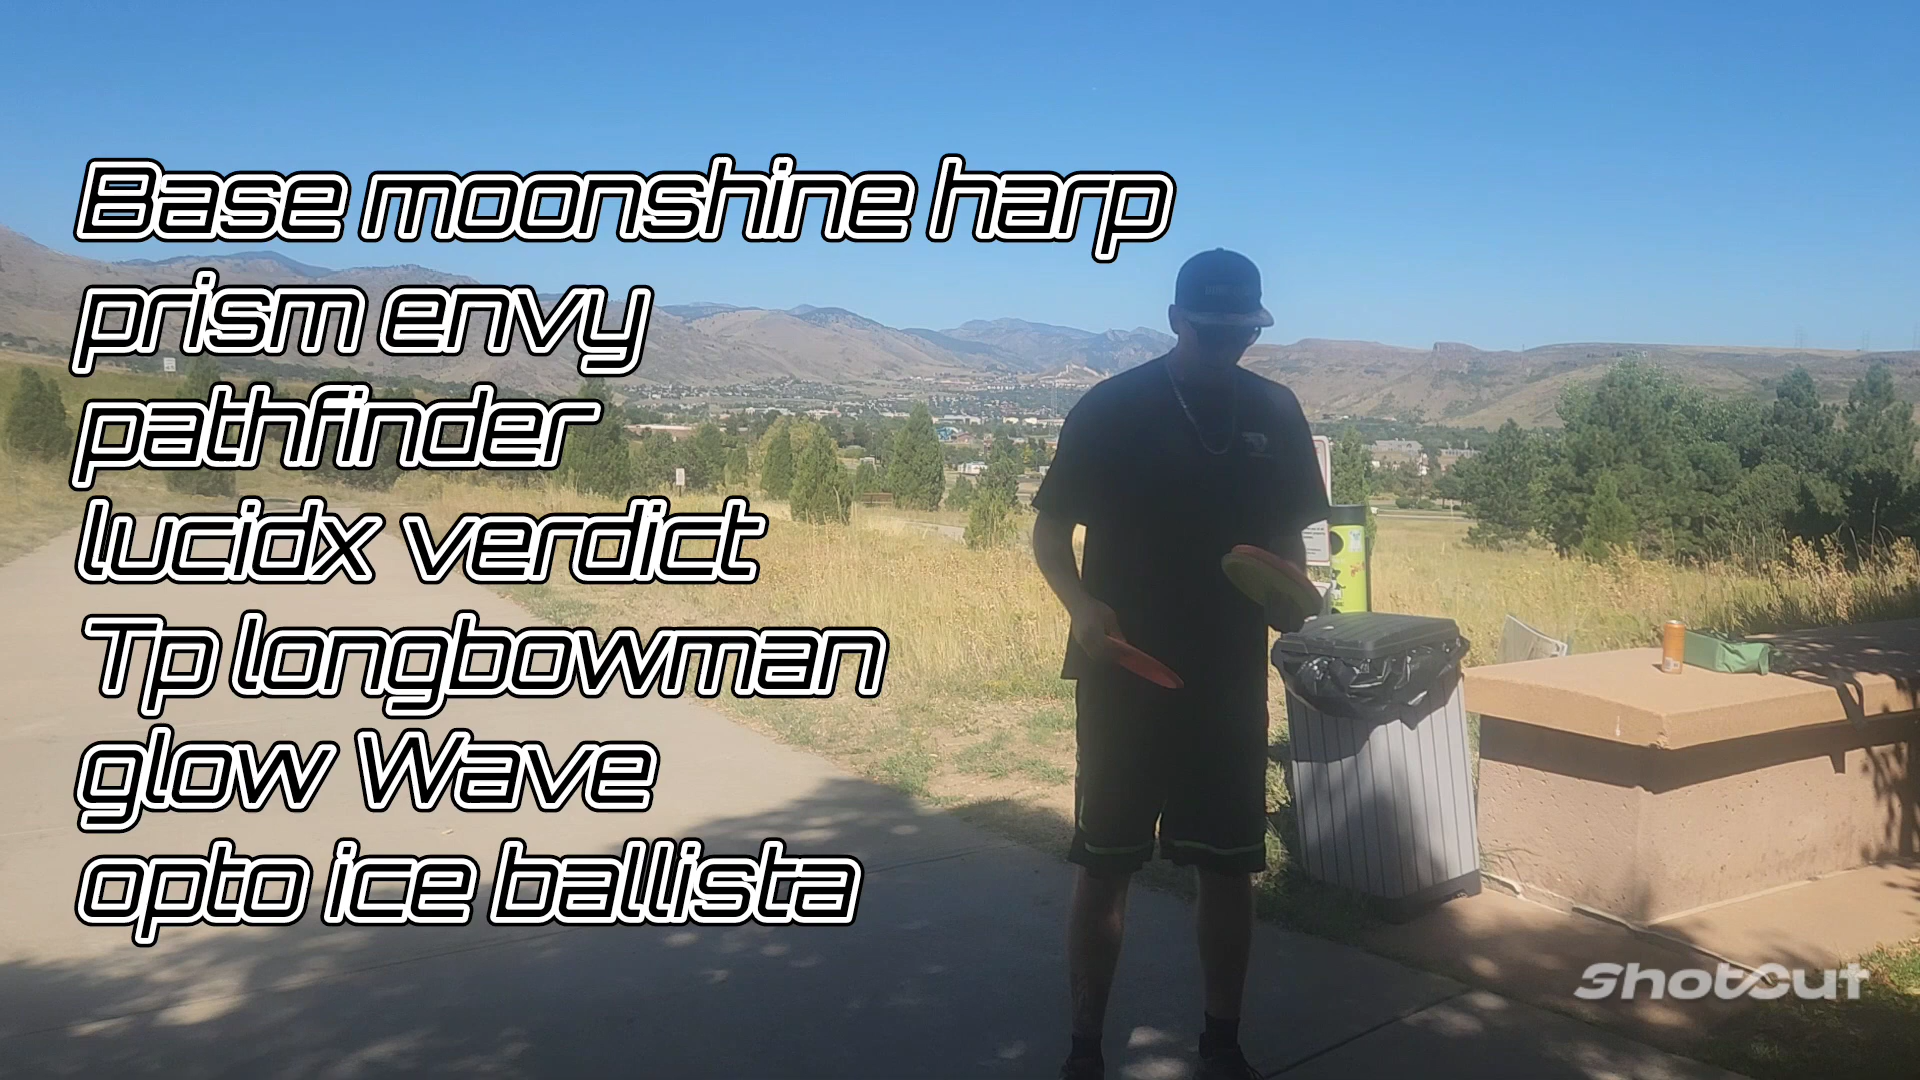 Base moonshine harp
prism envy
pathfinder
lucidx verdict
Tp longbowman
glow Wave
opto ice ballista
ShotCut